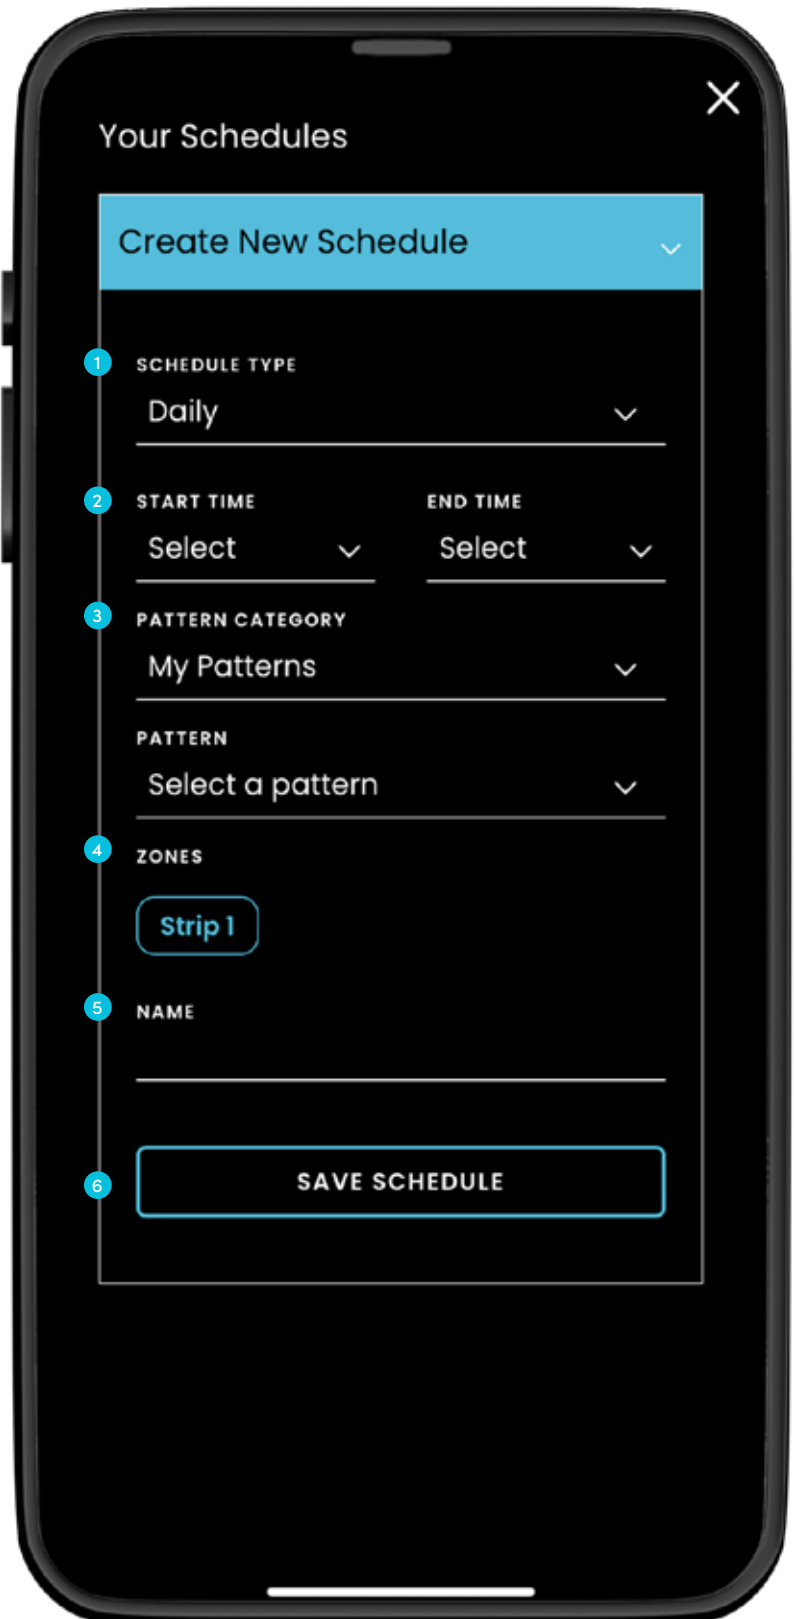 Your Schedules
Create New Schedule
1 SCHEDULE TYPE
Daily
2 START TIME END TIME
Select Select
3 PATTERN CATEGORY
My Patterns
PATTERN
Select a pattern
4 ZONES
Strip 1
5 NAME
6 SAVE SCHEDULE